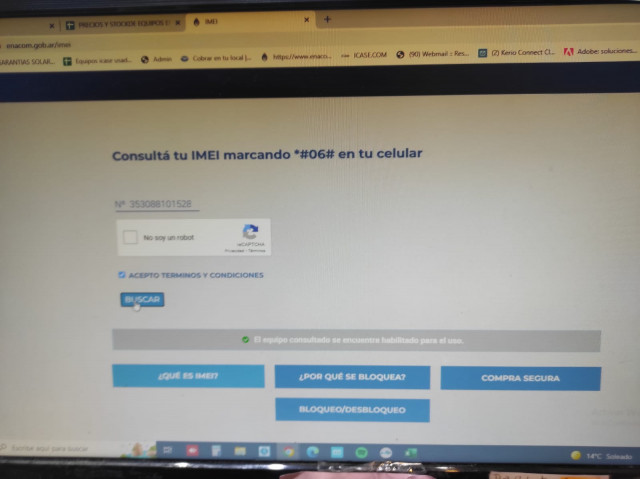 PRECIOS Y STOCKDE EQUIPOS
IMEI
enacom.gob.ar/imei
GARANTIAS SOLAR...
Equipos icase usad...
Admin
Cobrar en tu local |...
https://www.enaco...
ICASE.COM
(90) Webmail :: Res...
(2) Kerio Connect Cl...
Adobe: soluciones...
Consultá tu IMEI marcando *#06# en tu celular
Nº 353088101528
No soy un robot
reCAPTCHA
Privacidad - Términos
ACEPTO TERMINOS Y CONDICIONES
BUSCAR
El equipo consultado se encuentra habilitado para el uso.
¿QUÉ ES IMEI?
¿POR QUÉ SE BLOQUEA?
COMPRA SEGURA
BLOQUEO/DESBLOQUEO
Escribe aquí para buscar
14°C Soleado